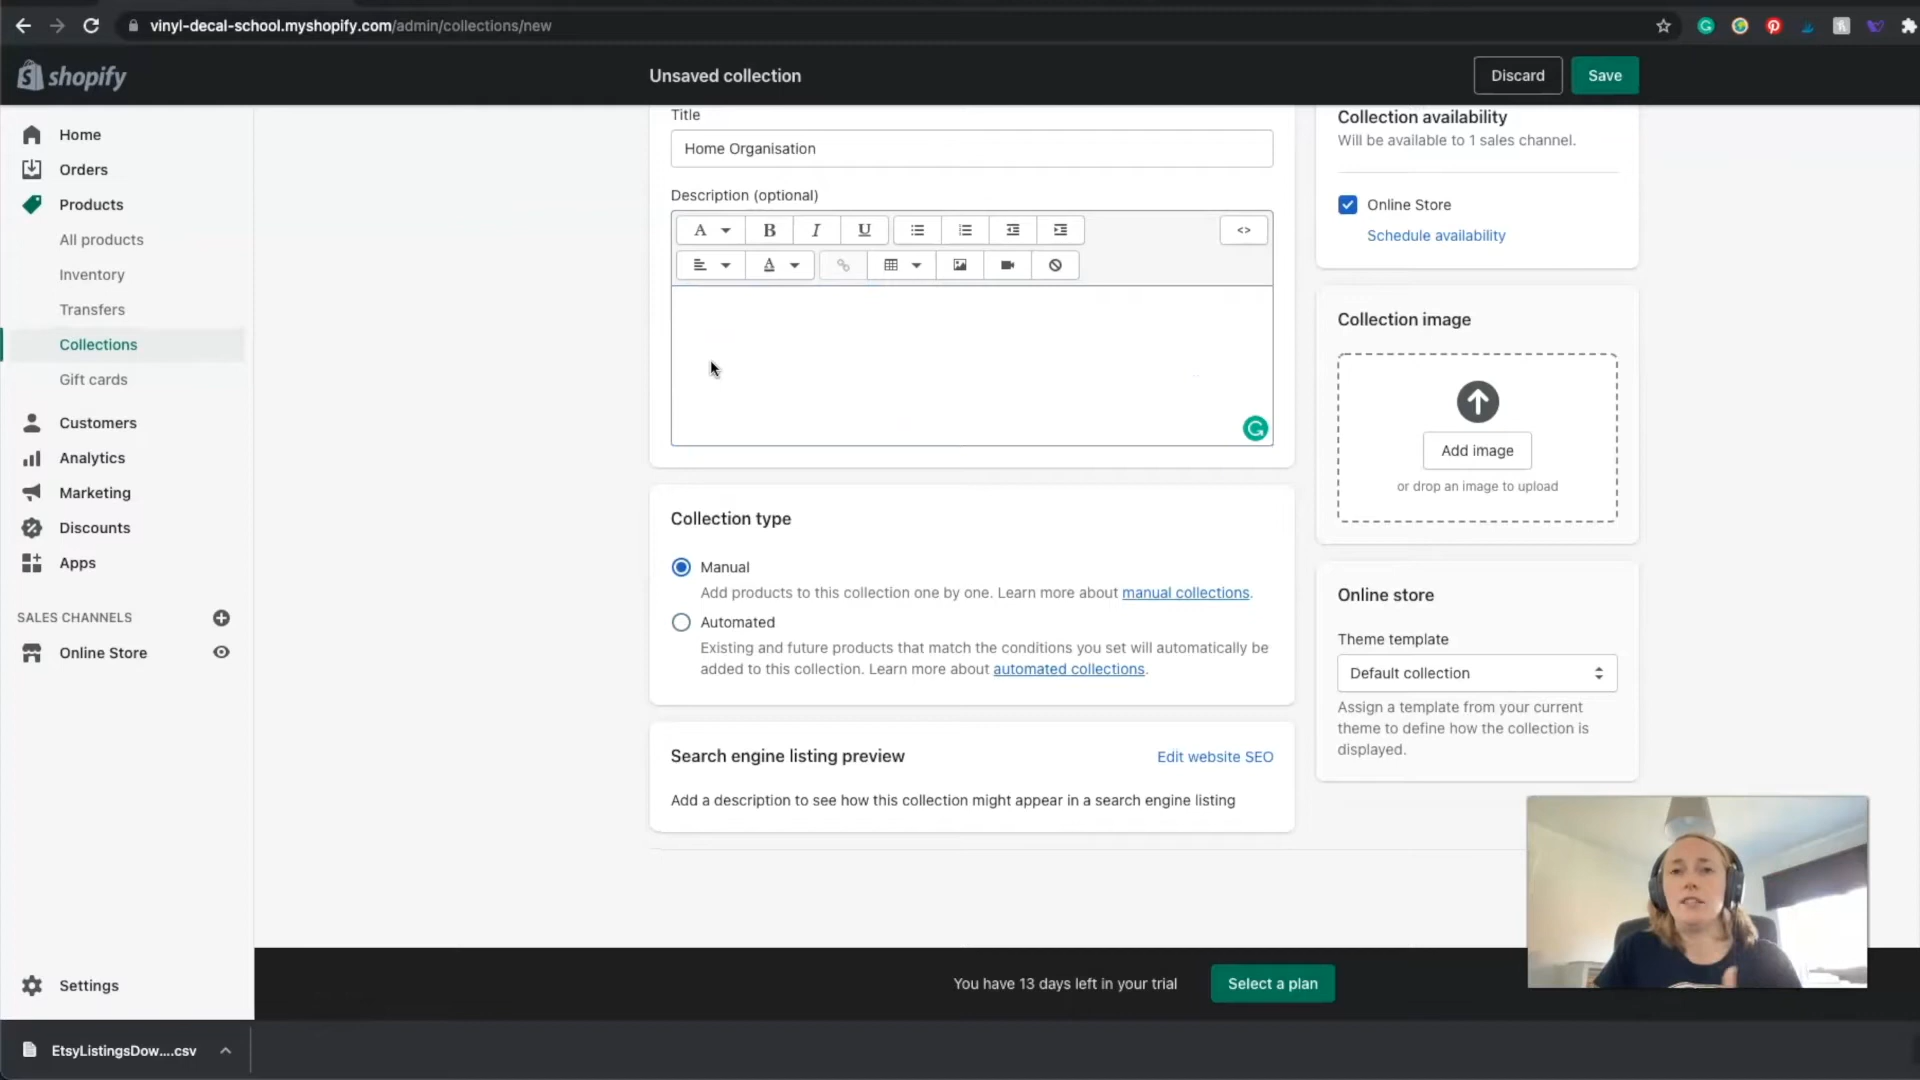 vinyl-decal-school.myshopify.com/admin/collections/new
shopify
Unsaved collection
Discard
Save
Home
Orders
Products
All products
Inventory
Transfers
Collections
Gift cards
Customers
Analytics
Marketing
Discounts
Apps
SALES CHANNELS
Online Store
Settings
Title
Home Organisation
Description (optional)
A
B
I
U
<>
A
Collection type
Manual
Add products to this collection one by one. Learn more about manual collections.
Automated
Existing and future products that match the conditions you set will automatically be
added to this collection. Learn more about automated collections.
Search engine listing preview
Edit website SEO
Add a description to see how this collection might appear in a search engine listing
Collection availability
Will be available to 1 sales channel.
Online Store
Schedule availability
Collection image
Add image
or drop an image to upload
Online store
Theme template
Default collection
Assign a template from your current
theme to define how the collection is
displayed.
You have 13 days left in your trial
Select a plan
EtsyListingsDow....csv